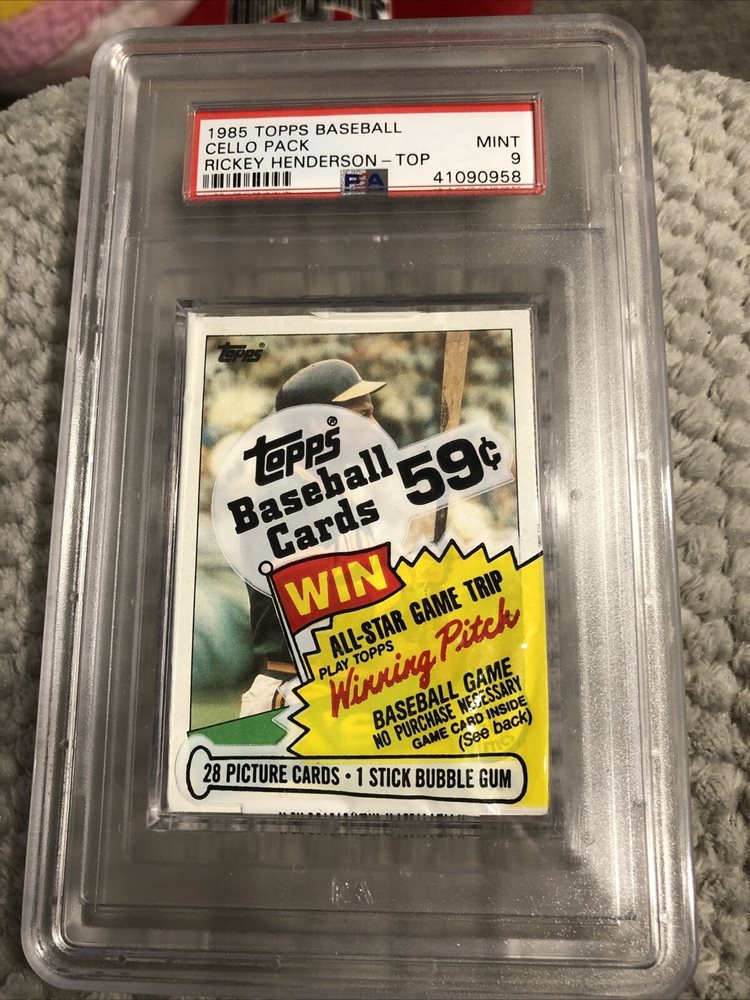 1985 TOPPS BASEBALL
CELLO PACK MINT
RICKEY HENDERSON - TOP 9
PSA 41090958
Topps®
Topps®
Baseball 59¢
Cards
WIN
ALL-STAR GAME TRIP
PLAY TOPPS
Winning Pitch
BASEBALL GAME
NO PURCHASE NECESSARY
GAME CARD INSIDE
(See back)
28 PICTURE CARDS • 1 STICK BUBBLE GUM